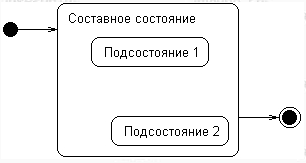 Составное состояние
Подсостояние 1
Подсостояние 2